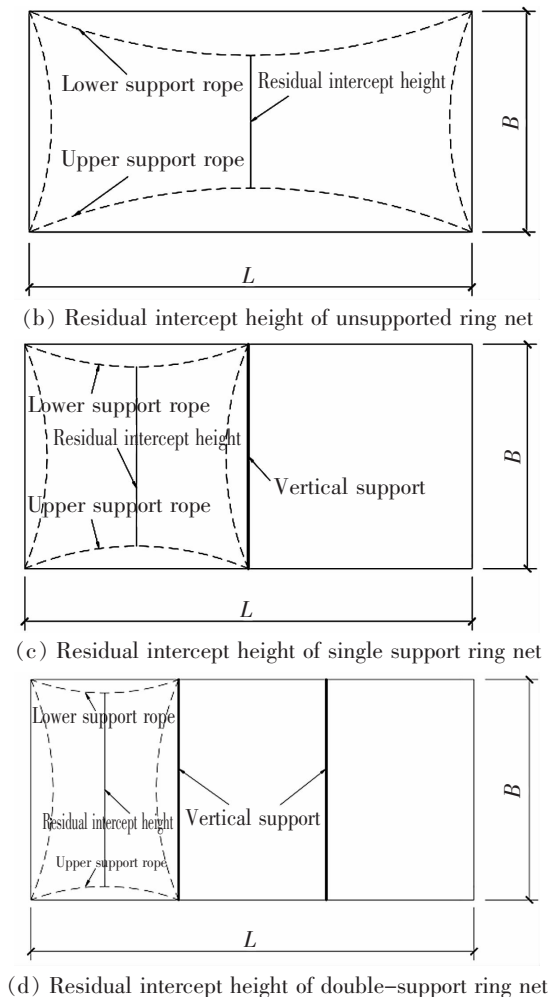 Lower support rope
Residual intercept height
Upper support rope
B
L
(b) Residual intercept height of unsupported ring net
Lower support rope
Residual intercept height
Upper support rope
Vertical support
B
L
(c) Residual intercept height of single support ring net
Lower support rope
Residual intercept height
Vertical support
Upper support rope
B
L
(d) Residual intercept height of double-support ring net